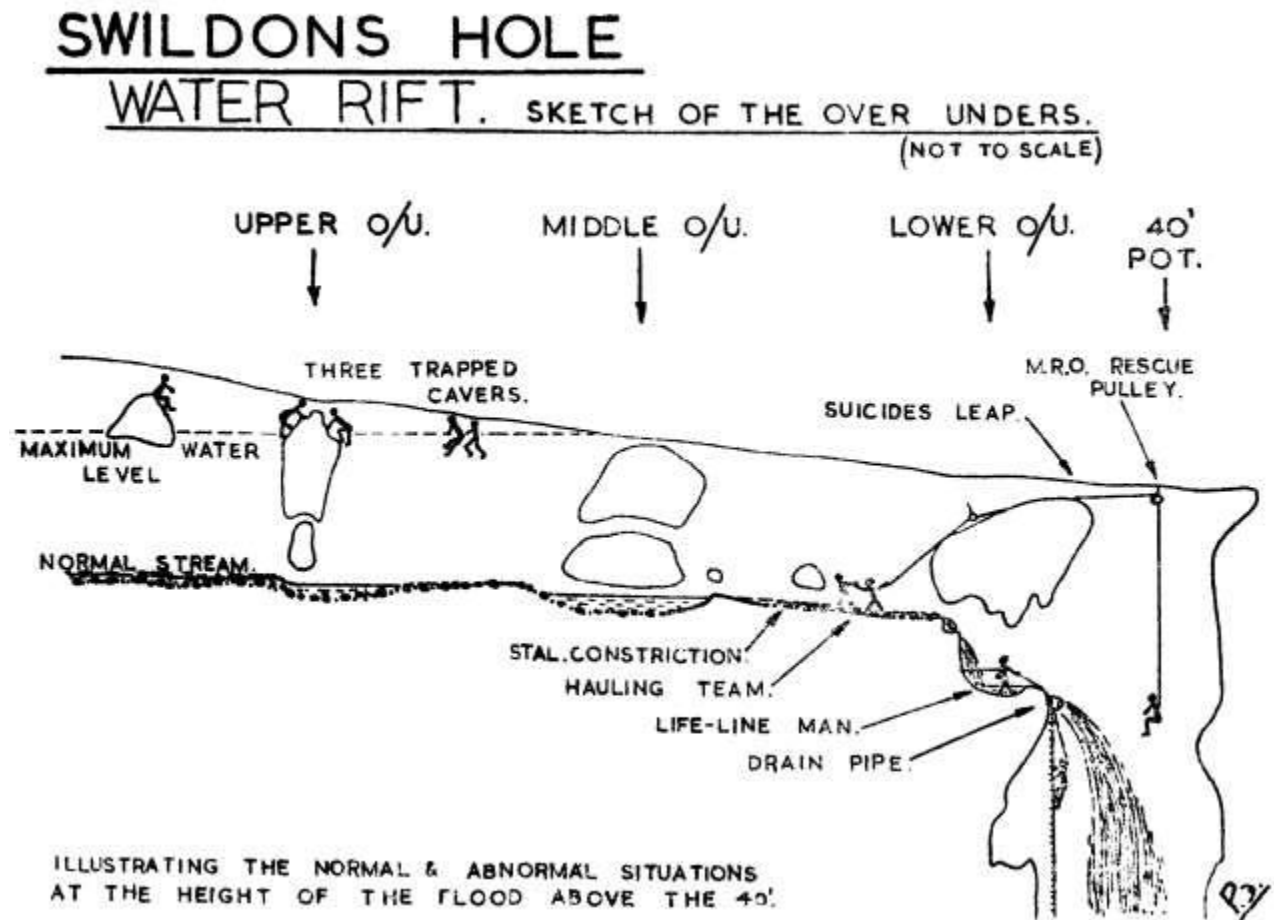 SWILDONS HOLE
WATER RIFT. SKETCH OF THE OVER UNDERS.
(NOT TO SCALE)
UPPER O/U.
MIDDLE O/U.
LOWER O/U.
40'
POT.
THREE TRAPPED
CAVERS.
M.R.O. RESCUE
PULLEY.
SUICIDES LEAP.
MAXIMUM WATER
LEVEL
NORMAL STREAM.
STAL. CONSTRICTION.
HAULING TEAM.
LIFE-LINE MAN.
DRAIN PIPE.
ILLUSTRATING THE NORMAL & ABNORMAL SITUATIONS
AT THE HEIGHT OF THE FLOOD ABOVE THE 40'.